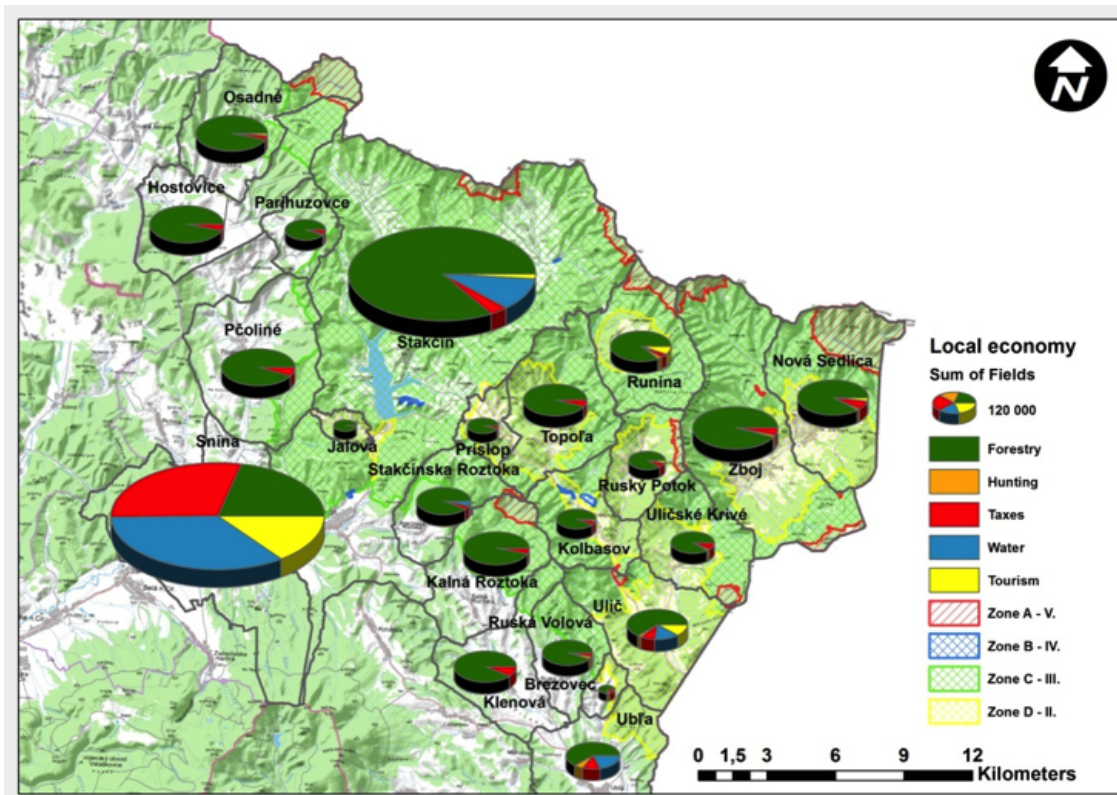 N
Osadné
Hostovice
Parihuzovce
Stakčín
Pčoliné
Runina
Nová Sedlica
Snina
Jalová
Príslop
Topoľa
Zboj
Stakčínska Roztoka
Ruský Potok
Uličské Krivé
Kolbasov
Kalná Roztoka
Ulič
Ruská Volová
Brezovec
Klenová
Ubľa
Local economy
Sum of Fields
120 000
Forestry
Hunting
Taxes
Water
Tourism
Zone A - V.
Zone B - IV.
Zone C - III.
Zone D - II.
0 1,5 3 6 9 12
Kilometers